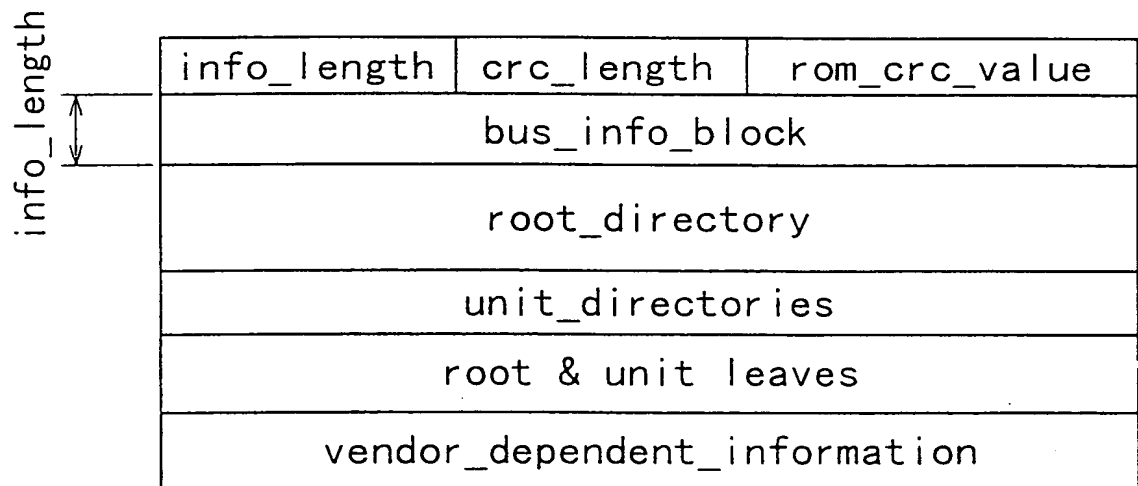 info_length
info_length crc_length rom_crc_value
bus_info_block
root_directory
unit_directories
root & unit leaves
vendor_dependent_information